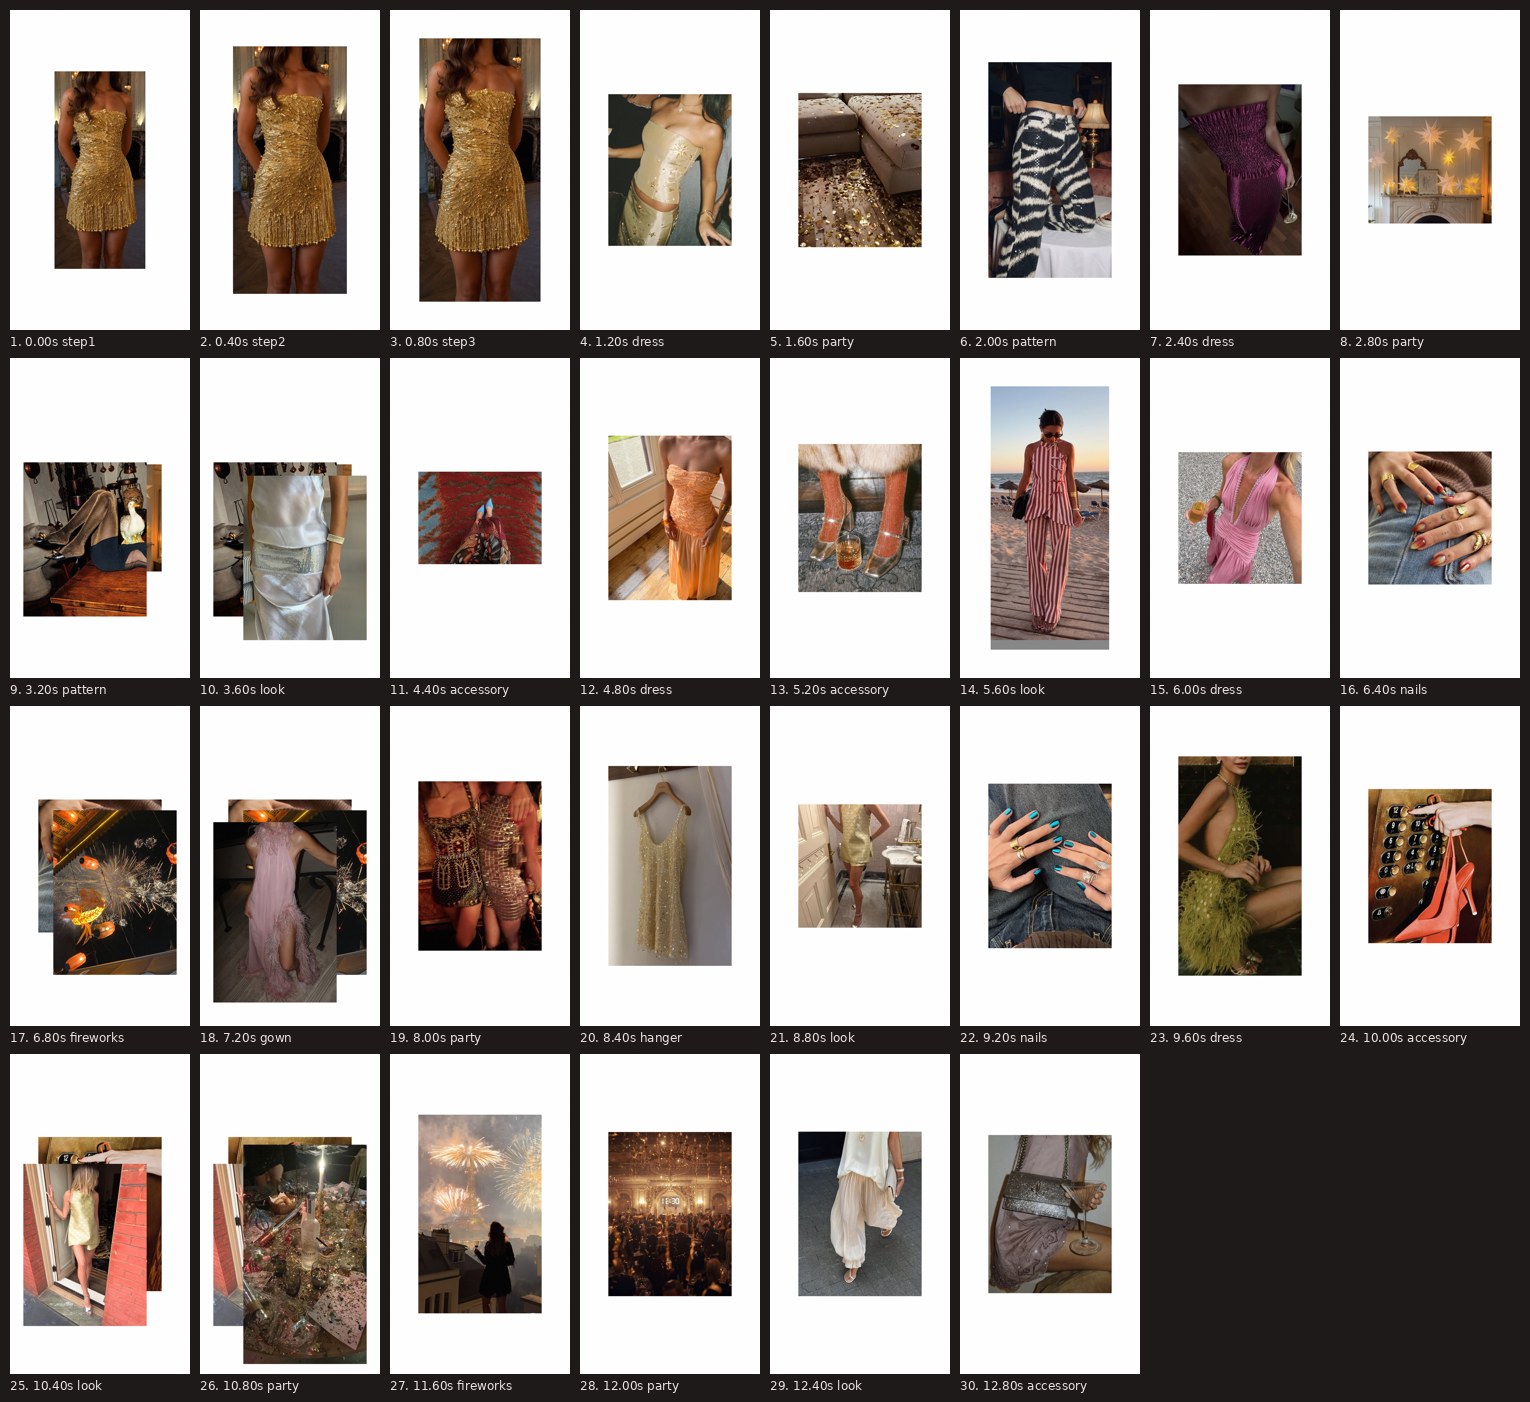 1. 0.00s step1
2. 0.40s step2
3. 0.80s step3
4. 1.20s dress
5. 1.60s party
6. 2.00s pattern
7. 2.40s dress
8. 2.80s party
9. 3.20s pattern
10. 3.60s look
11. 4.40s accessory
12. 4.80s dress
13. 5.20s accessory
14. 5.60s look
15. 6.00s dress
16. 6.40s nails
17. 6.80s fireworks
18. 7.20s gown
19. 8.00s party
20. 8.40s hanger
21. 8.80s look
22. 9.20s nails
23. 9.60s dress
24. 10.00s accessory
25. 10.40s look
26. 10.80s party
27. 11.60s fireworks
28. 12.00s party
29. 12.40s look
30. 12.80s accessory